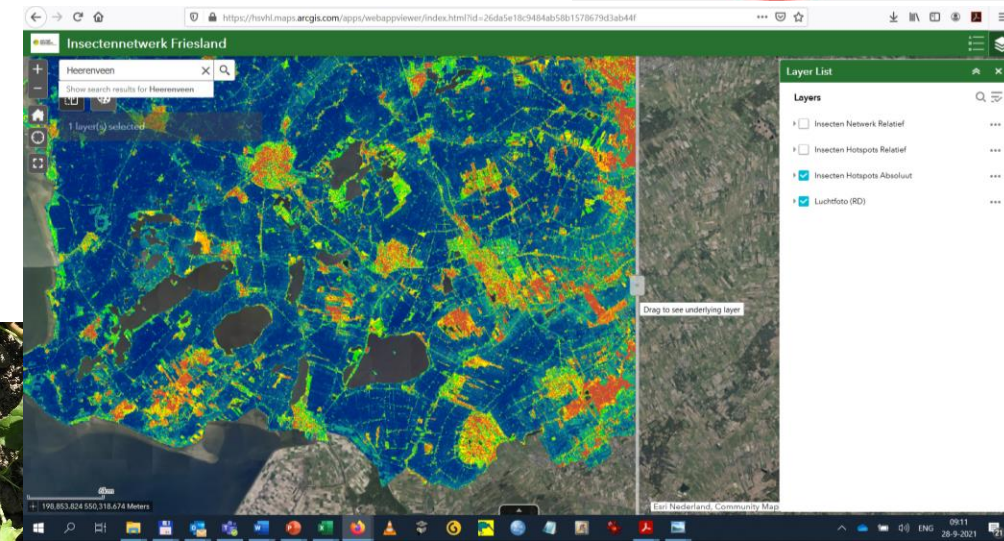 https://hsvhl.maps.arcgis.com/apps/webappviewer/index.html?id=26da5e18c9484ab58b1578679d3ab44f
Insectennetwerk Friesland
Heerenveen
Show search results for Heerenveen
1 layer(s) selected
Layer List
Layers
Insecten Netwerk Relatief
Insecten Hotspots Relatief
Insecten Hotspots Absoluut
Luchtfoto (RD)
Drag to see underlying layer
198,853.824 550,318.674 Meters
Esri Nederland, Community Map
ENG
09:11
28-9-2021